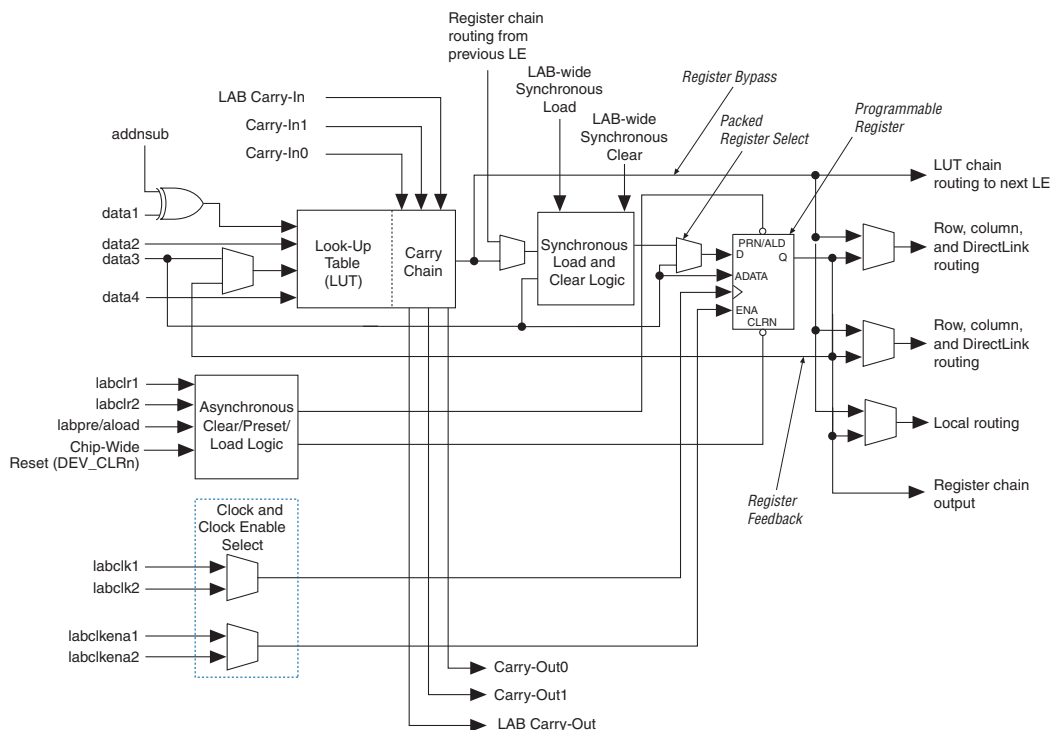 Register chain
routing from
previous LE
LAB-wide
Synchronous
Load
LAB-wide
Synchronous
Clear
Register Bypass
Packed
Register Select
Programmable
Register
LAB Carry-In
Carry-In1
Carry-In0
addnsub
data1
data2
data3
data4
Look-Up
Table
(LUT)
Carry
Chain
Synchronous
Load and
Clear Logic
PRN/ALD
D
Q
ADATA
ENA
CLRN
LUT chain
routing to next LE
Row, column,
and DirectLink
routing
Row, column,
and DirectLink
routing
Local routing
Register chain
output
Register
Feedback
labclr1
labclr2
labpre/aload
Chip-Wide
Reset (DEV_CLRn)
Asynchronous
Clear/Preset/
Load Logic
Clock and
Clock Enable
Select
labclk1
labclk2
labclkena1
labclkena2
Carry-Out0
Carry-Out1
LAB Carry-Out